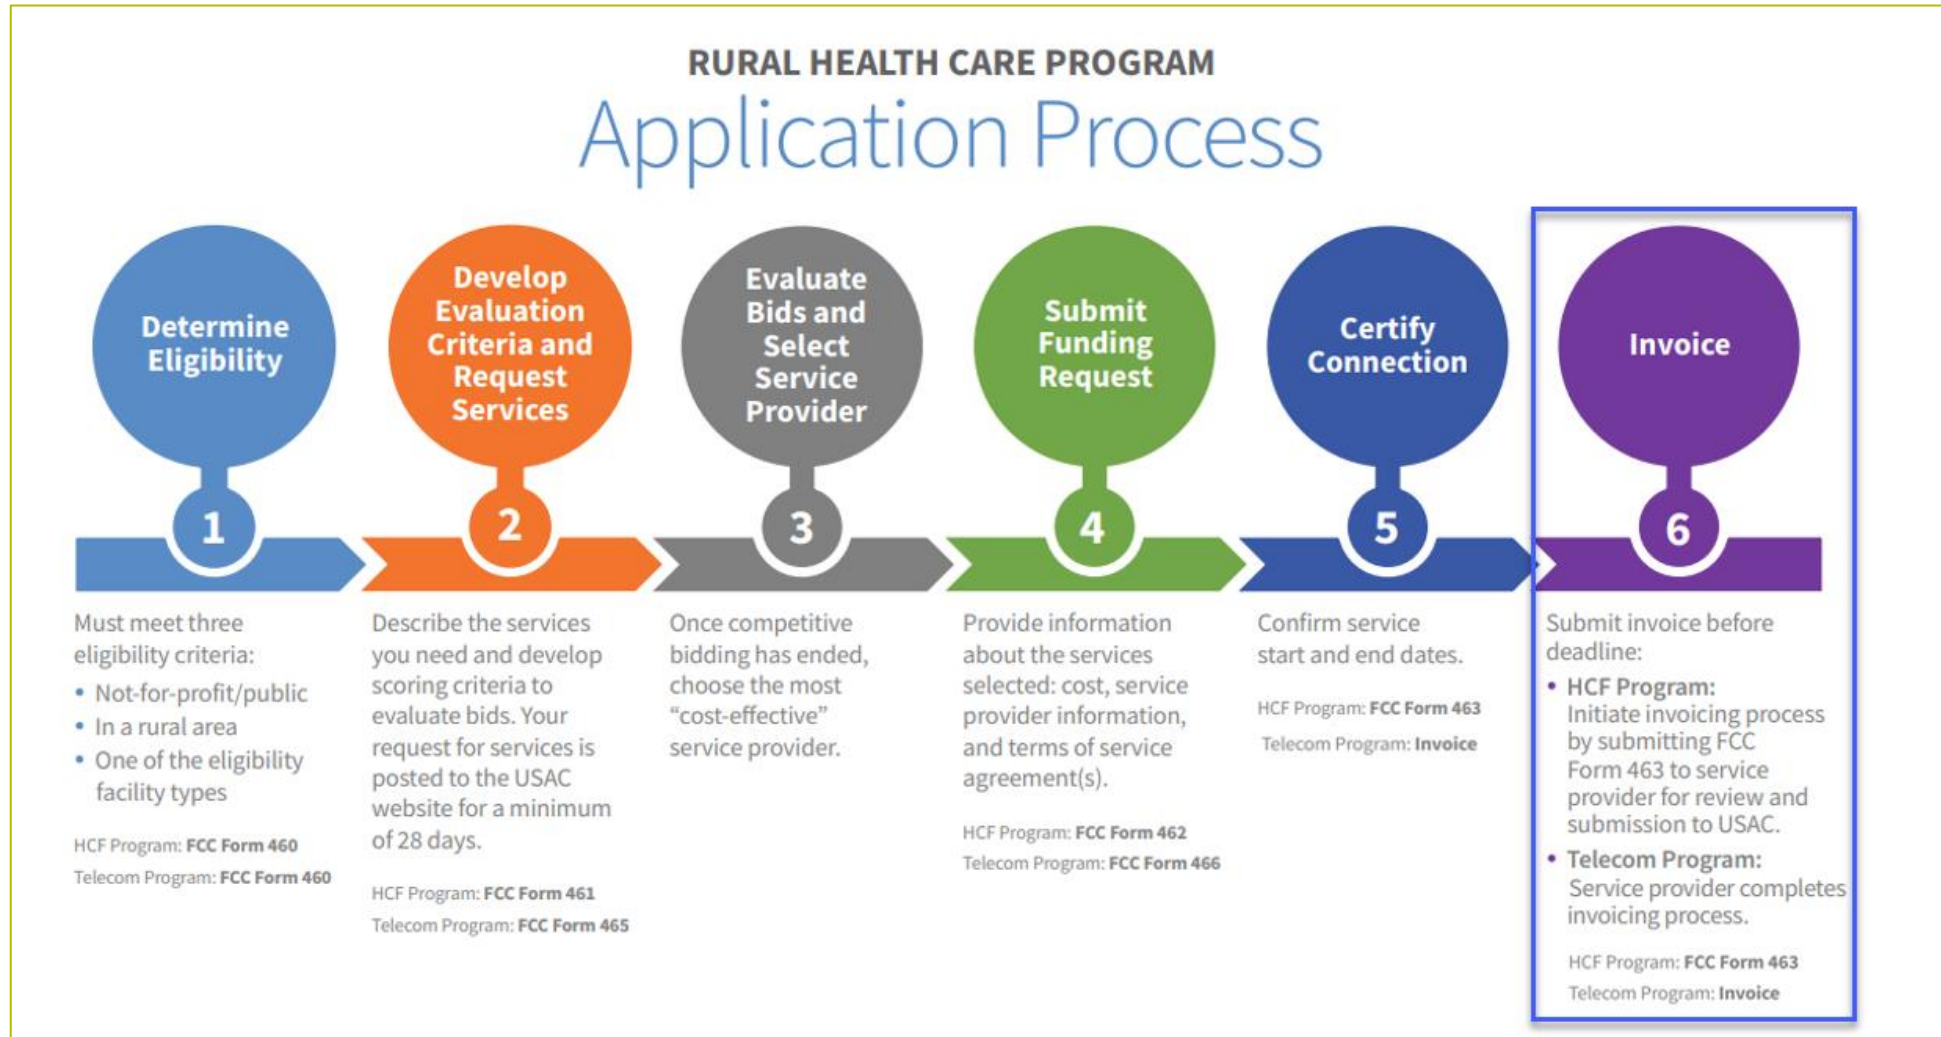 RURAL HEALTH CARE PROGRAM
Application Process
Determine
Eligibility
1
Must meet three
eligibility criteria:
• Not-for-profit/public
• In a rural area
• One of the eligibility
facility types
HCF Program: FCC Form 460
Telecom Program: FCC Form 460
Develop
Evaluation
Criteria and
Request
Services
2
Describe the services
you need and develop
scoring criteria to
evaluate bids. Your
request for services is
posted to the USAC
website for a minimum
of 28 days.
HCF Program: FCC Form 461
Telecom Program: FCC Form 465
Evaluate
Bids and
Select
Service
Provider
3
Once competitive
bidding has ended,
choose the most
“cost-effective”
service provider.
Submit
Funding
Request
4
Provide information
about the services
selected: cost, service
provider information,
and terms of service
agreement(s).
HCF Program: FCC Form 462
Telecom Program: FCC Form 466
Certify
Connection
5
Confirm service
start and end dates.
HCF Program: FCC Form 463
Telecom Program: Invoice
Invoice
6
Submit invoice before
deadline:
• HCF Program:
Initiate invoicing process
by submitting FCC
Form 463 to service
provider for review and
submission to USAC.
• Telecom Program:
Service provider completes
invoicing process.
HCF Program: FCC Form 463
Telecom Program: Invoice